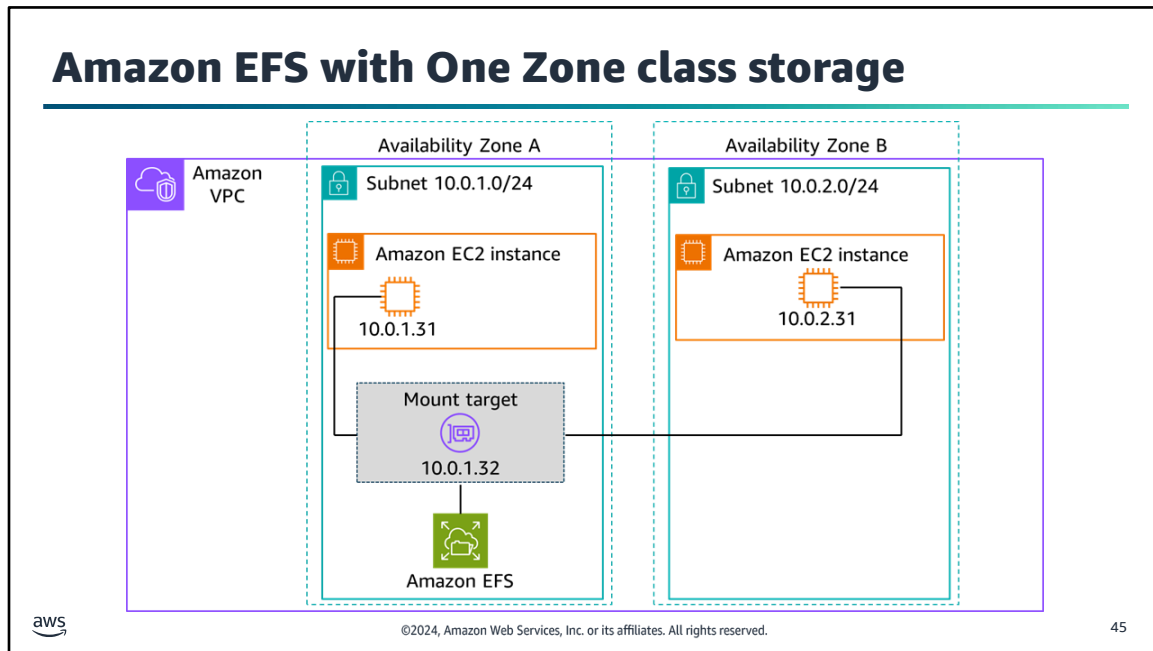 Amazon EFS with One Zone class storage
Availability Zone A
Availability Zone B
Amazon
VPC
Subnet 10.0.1.0/24
Subnet 10.0.2.0/24
Amazon EC2 instance
10.0.1.31
Amazon EC2 instance
10.0.2.31
Mount target
10.0.1.32
Amazon EFS
aws
©2024, Amazon Web Services, Inc. or its affiliates. All rights reserved.
45